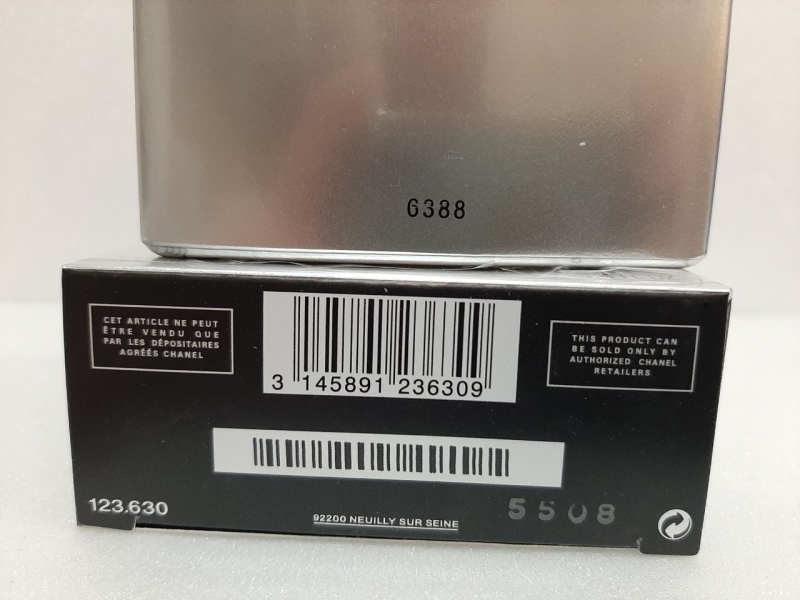 6388
CET ARTICLE NE PEUT
ÊTRE VENDU QUE
PAR LES DÉPOSITAIRES
AGRÉÉS CHANEL
3 145891 236309
THIS PRODUCT CAN
BE SOLD ONLY BY
AUTHORIZED CHANEL
RETAILERS
123.630
92200 NEUILLY SUR SEINE
5508